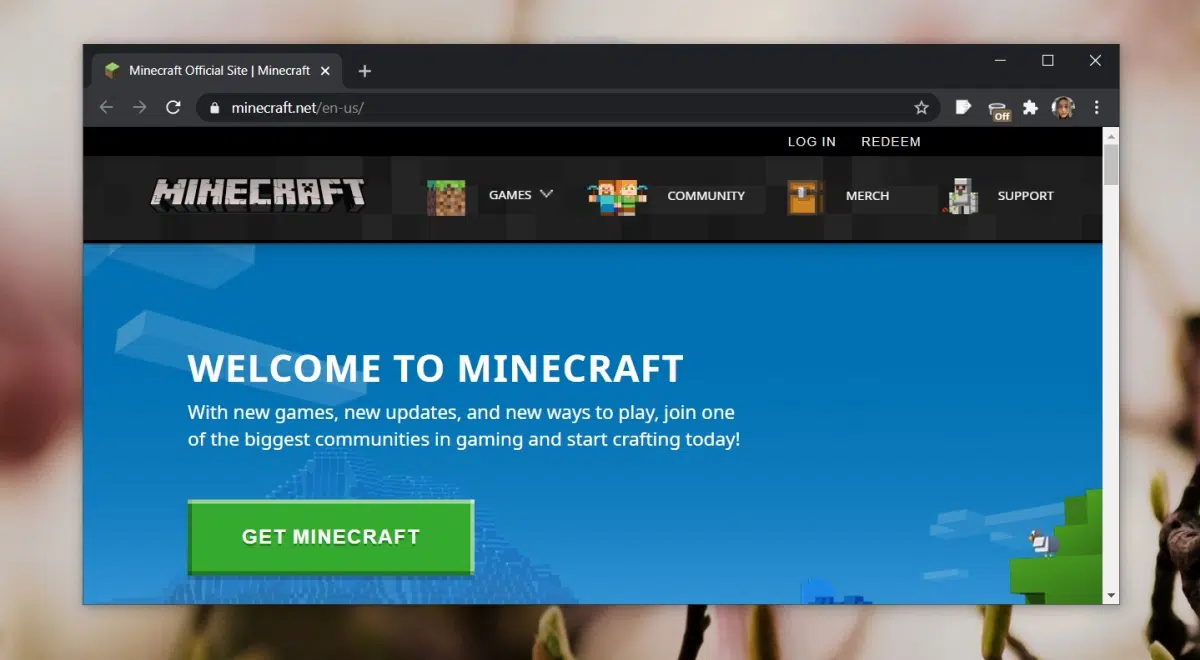 Minecraft Official Site | Minecraft
minecraft.net/en-us/
Off
LOG IN REDEEM
MINECRAFT GAMES COMMUNITY MERCH SUPPORT
WELCOME TO MINECRAFT
With new games, new updates, and new ways to play, join one
of the biggest communities in gaming and start crafting today!
GET MINECRAFT